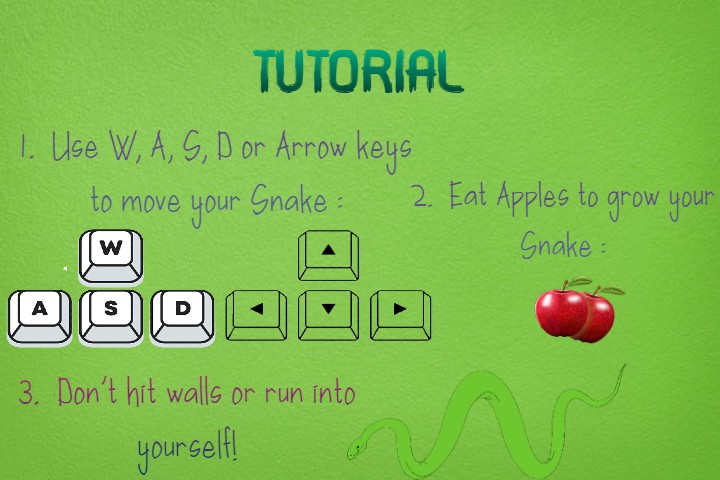 TUTORIAL
1. Use W, A, S, D or Arrow keys
to move your Snake :
2. Eat Apples to grow your
Snake :
W
A S D
3. Don't hit walls or run into
yourself!